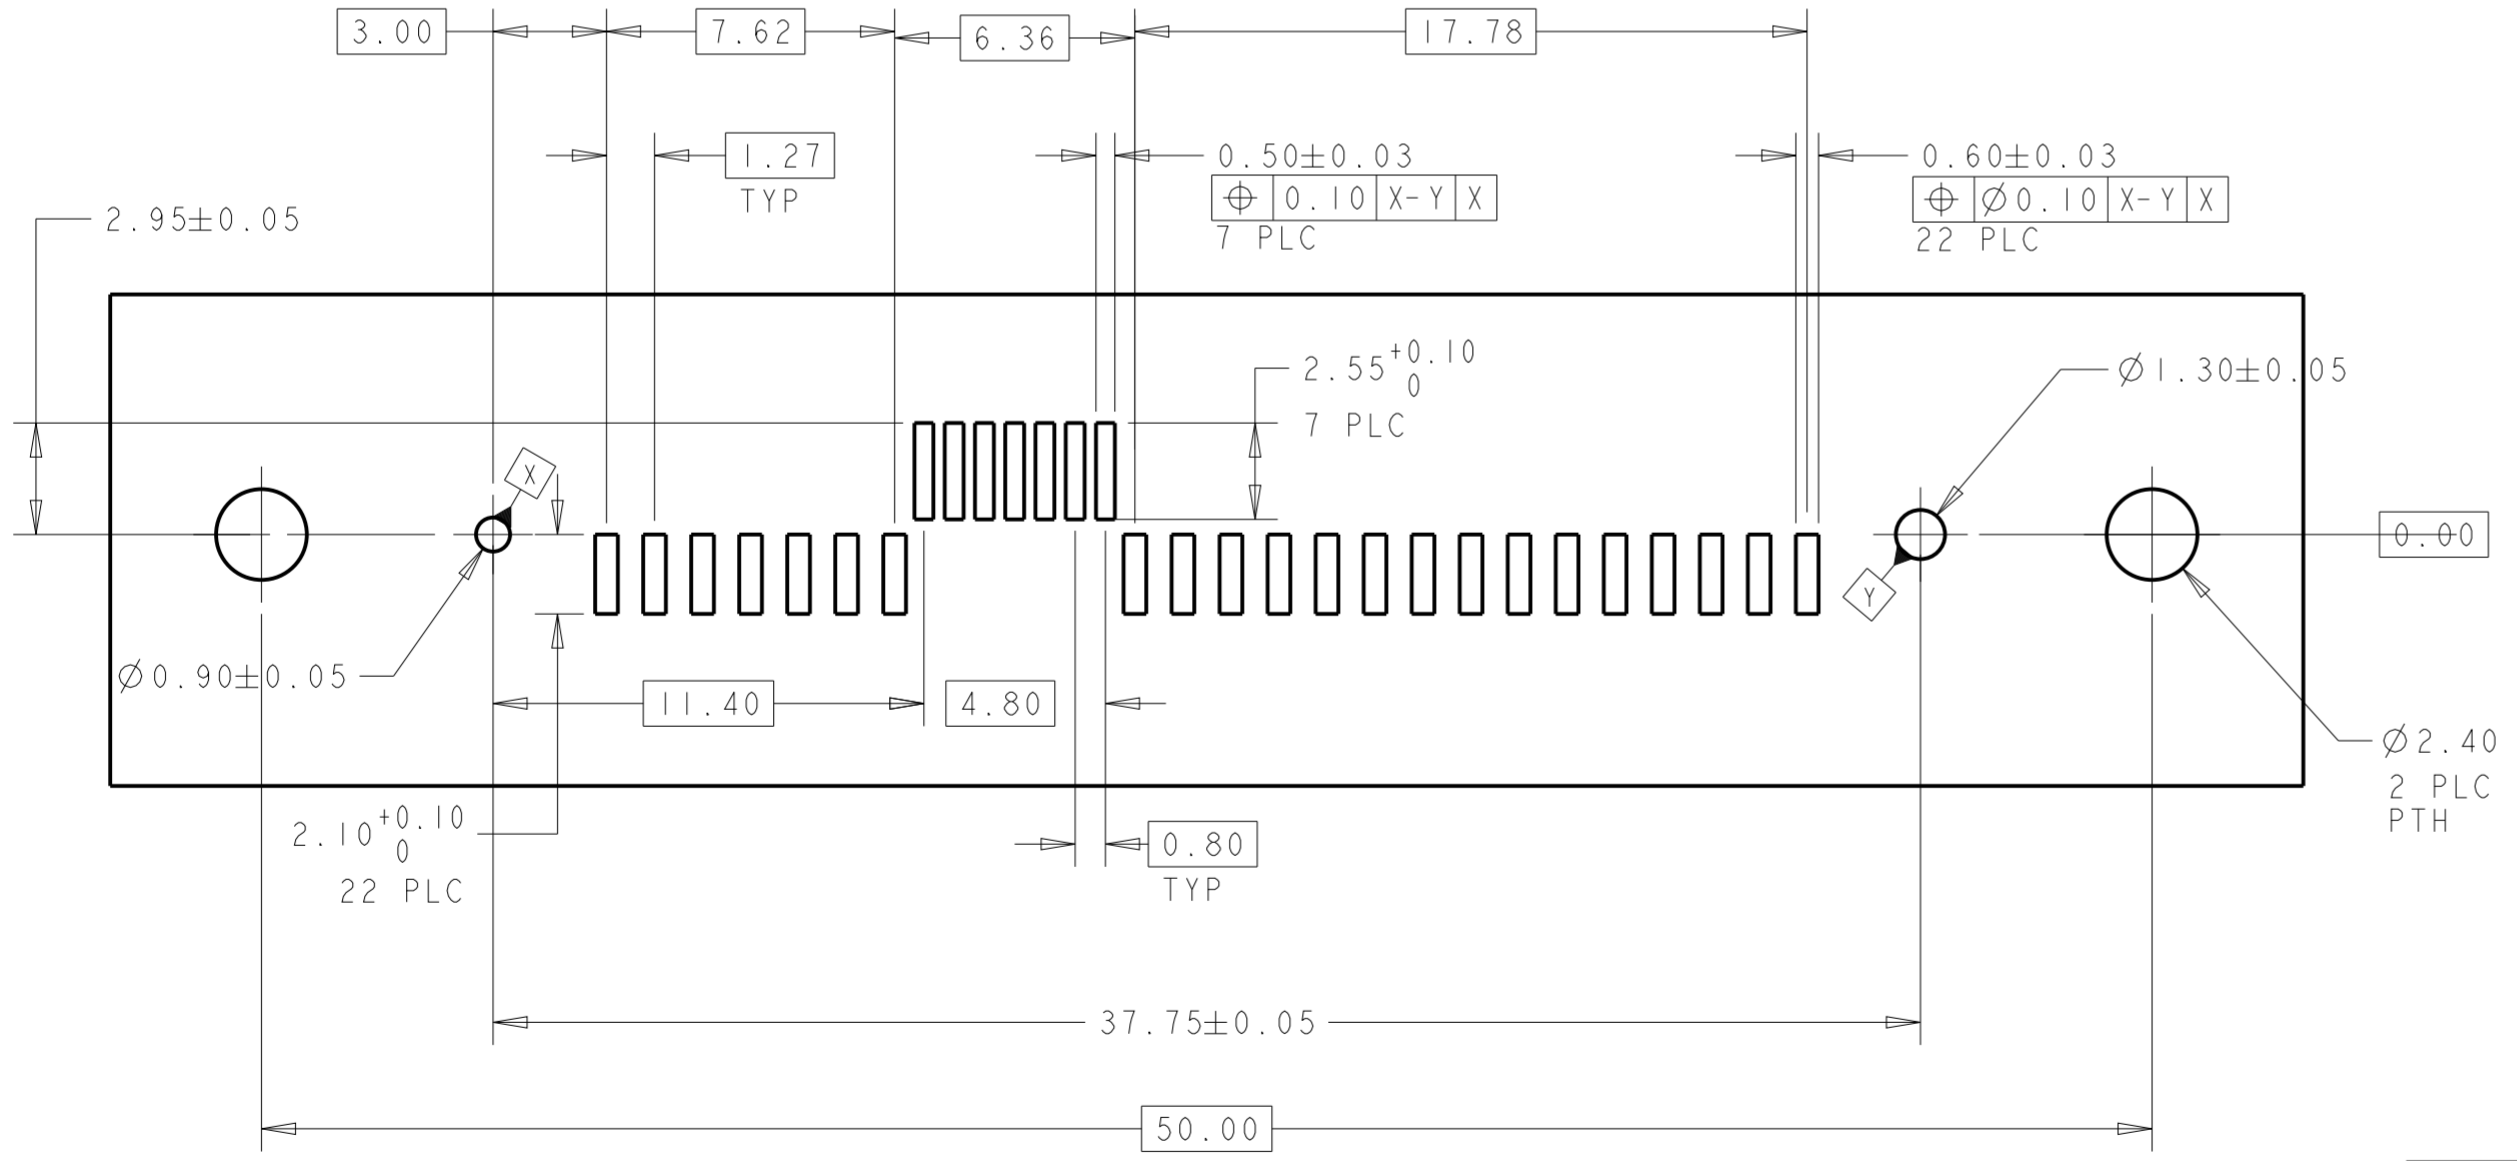 3.00
7.62
6.36
17.78
1.27
TYP
0.50±0.03
⌖ 0.10 X-Y X
7 PLC
0.60±0.03
⌖ ∅0.10 X-Y X
22 PLC
2.95±0.05
2.55 +0.10
0
7 PLC
∅1.30±0.05
X
0.00
Y
∅0.90±0.05
11.40
4.80
∅2.40
2 PLC
PTH
2.10 +0.10
0
22 PLC
0.80
TYP
37.75±0.05
50.00